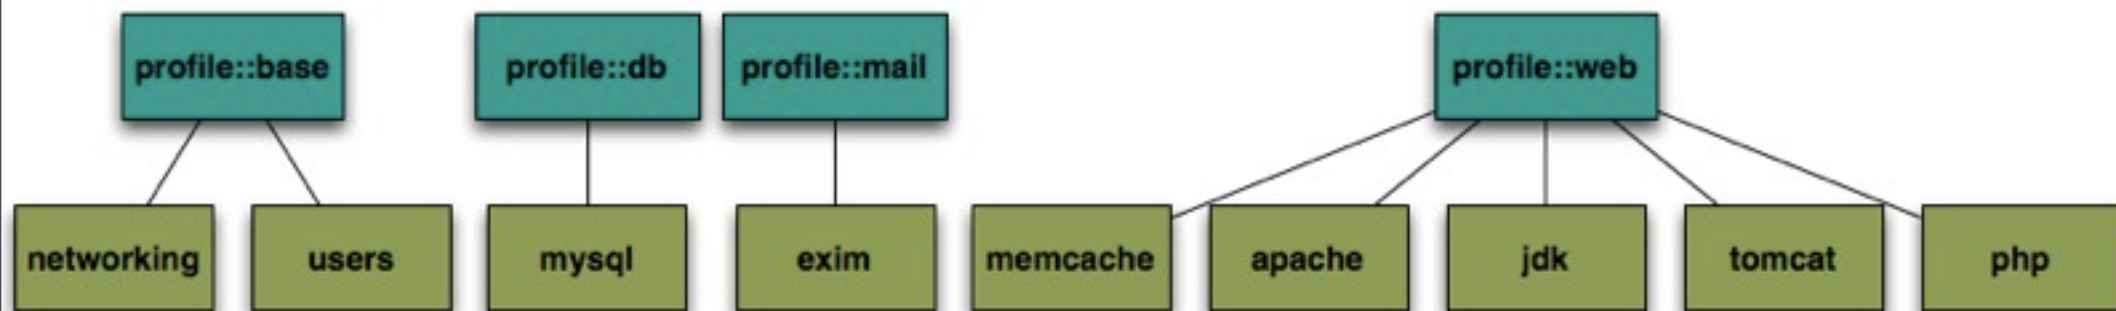 profile::base
profile::db
profile::mail
profile::web
networking
users
mysql
exim
memcache
apache
jdk
tomcat
php